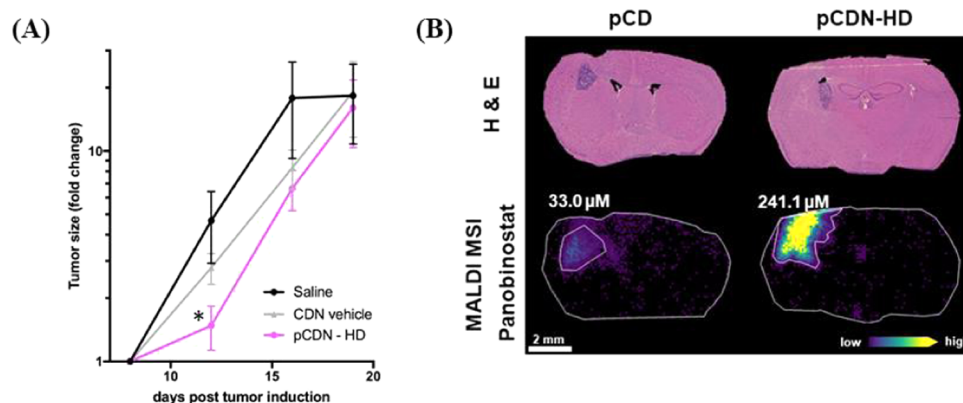 (A)
10
1
Tumor size (fold change)
*
Saline
CDN vehicle
pCDN - HD
10
15
20
days post tumor induction
(B)
pCD
pCDN-HD
H & E
MALDI MSI
Panobinostat
33.0 µM
241.1 µM
2 mm
low
hig